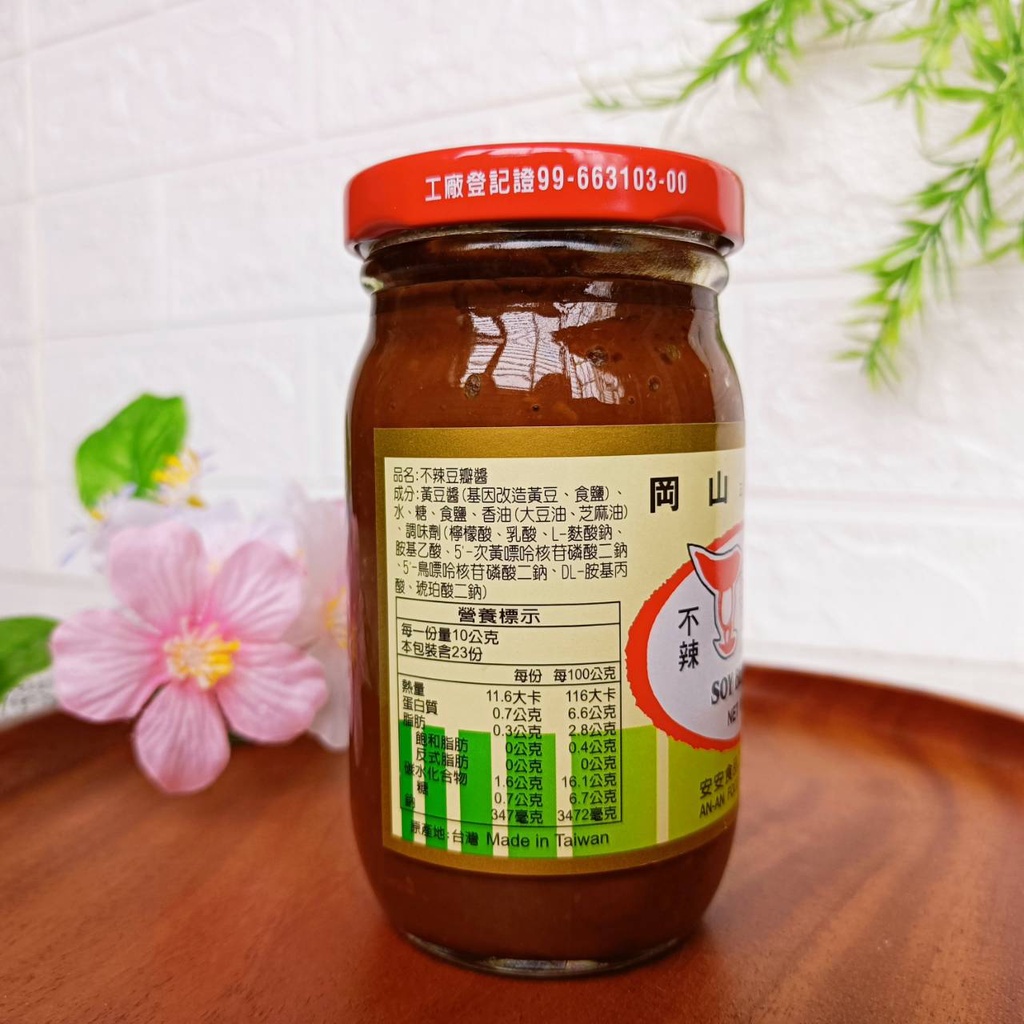 工廠登記證99-663103-00
品名:不辣豆瓣醬
成分:黃豆醬(基因改造黃豆、食鹽)、
水、糖、食鹽、香油(大豆油、芝麻油)
、調味劑(檸檬酸、乳酸、L-麩酸鈉、
胺基乙酸、5'-次黃嘌呤核苷磷酸二鈉
、5'-鳥嘌呤核苷磷酸二鈉、DL-胺基丙
酸、琥珀酸二鈉)
營養標示
每一份量10公克
本包裝含23份
每份 每100公克
熱量 11.6大卡 116大卡
蛋白質 0.7公克 6.6公克
脂肪 0.3公克 2.8公克
飽和脂肪 0公克 0.4公克
反式脂肪 0公克 0公克
碳水化合物 1.6公克 16.1公克
糖 0.7公克 6.7公克
鈉 347毫克 3472毫克
原產地:台灣 Made in Taiwan
岡山
不辣
SOY
安安食
AN-AN